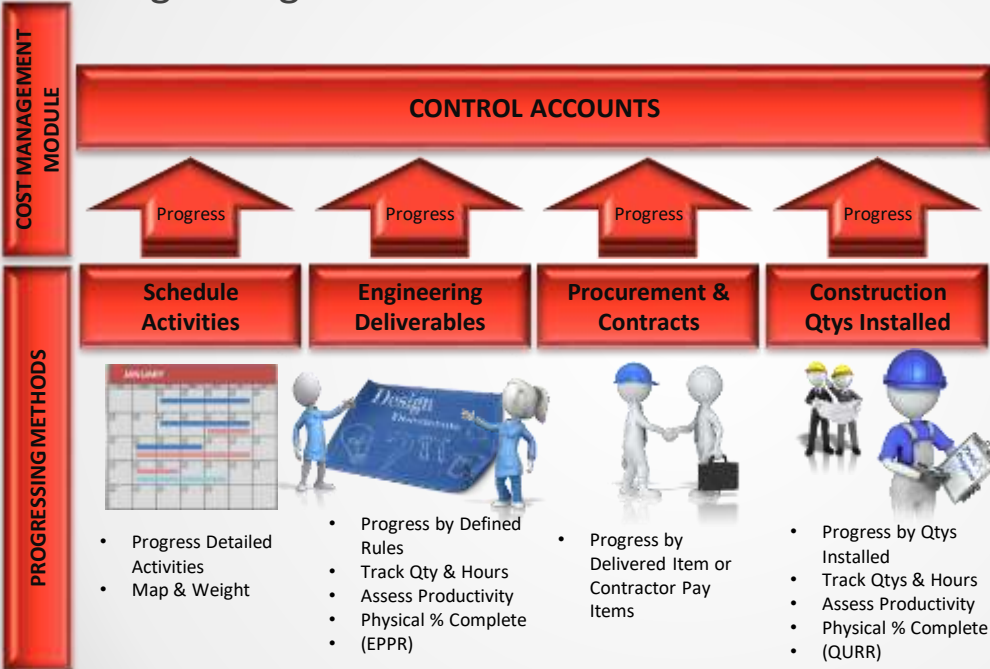 COST MANAGEMENT
MODULE
CONTROL ACCOUNTS
Progress
Progress
Progress
Progress
PROGRESSING METHODS
Schedule
Activities
Engineering
Deliverables
Procurement &
Contracts
Construction
Qtys Installed
JANUARY
Design
• Progress Detailed
Activities
• Map & Weight
• Progress by Defined
Rules
• Track Qty & Hours
• Assess Productivity
• Physical % Complete
• (EPPR)
• Progress by
Delivered Item or
Contractor Pay
Items
• Progress by Qtys
Installed
• Track Qtys & Hours
• Assess Productivity
• Physical % Complete
• (QURR)